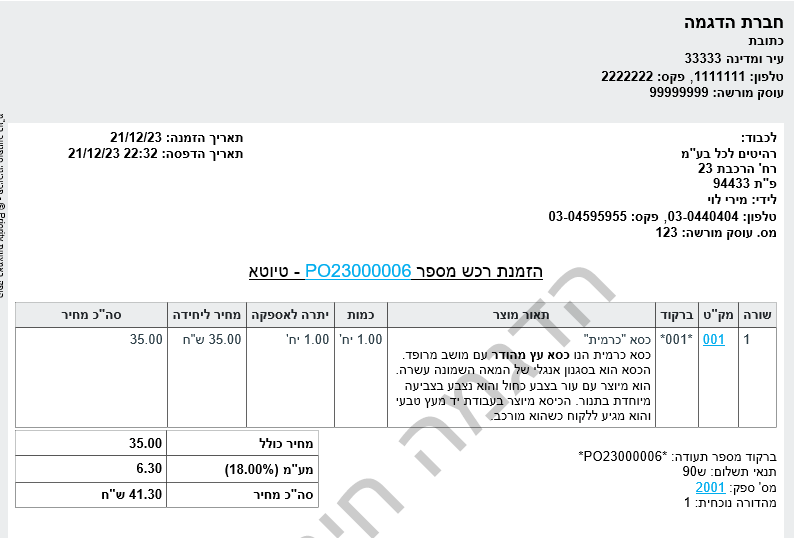 חברת הדגמה
כתובת
עיר ומדינה 33333
טלפון: 1111111, פקס: 2222222
עוסק מורשה: 99999999
לכבוד:
רהיטים לכל בע"מ
רח' הרכבת 23
פ"ת 94433
לידי: מירי לוי
טלפון: 03-0440404, פקס: 03-04595955
מס. עוסק מורשה: 123
תאריך הזמנה: 21/12/23
תאריך הדפסה: 21/12/23 22:32
הזמנת רכש מספר PO23000006 - טיוטא
שורה מק"ט ברקוד תאור מוצר כמות יתרה לאספקה מחיר ליחידה סה"כ מחיר
1 001 *001* כסא "כרמית" 1.00 יח' 1.00 יח' 35.00 ש"ח 35.00
כסא כרמית הנו כסא עץ מהודר עם מושב מרופד.
הכסא הוא בסגנון אנגלי של המאה השמונה עשרה.
הוא מיוצר עם עור בצבע כחול והוא נצבע בצביעה
מיוחדת בתנור. הכיסא מיוצר בעבודת יד מעץ טבעי
והוא מגיע ללקוח כשהוא מורכב.
מחיר כולל 35.00
מע"מ (18.00%) 6.30
סה"כ מחיר 41.30 ש"ח
ברקוד מספר תעודה: *PO23000006*
תנאי תשלום: ש90
מס' ספק: 2001
מהדורה נוכחית: 1
הדגמה